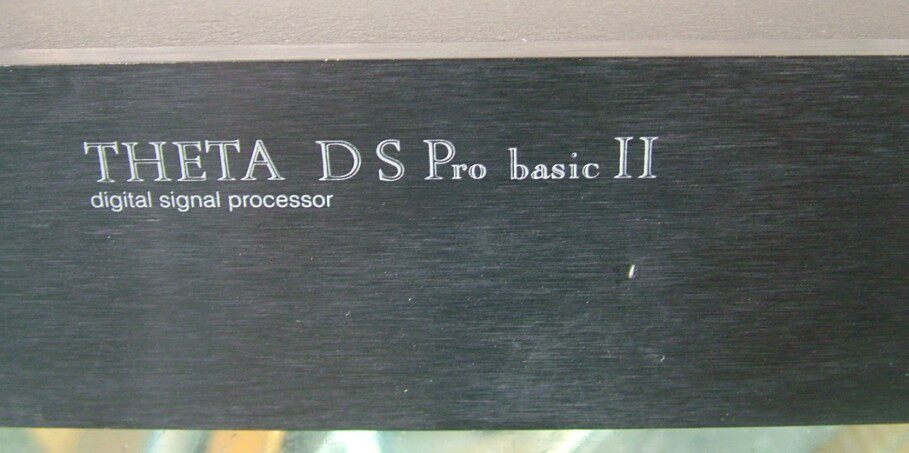 THETA DS Pro basic II
digital signal processor